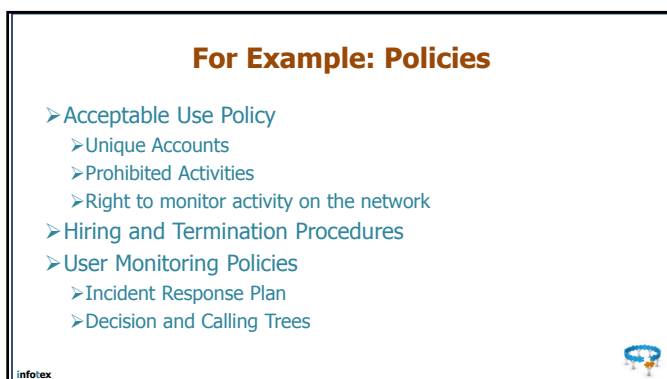 For Example: Policies
➢Acceptable Use Policy
➢Unique Accounts
➢Prohibited Activities
➢Right to monitor activity on the network
➢Hiring and Termination Procedures
➢User Monitoring Policies
➢Incident Response Plan
➢Decision and Calling Trees
infotex